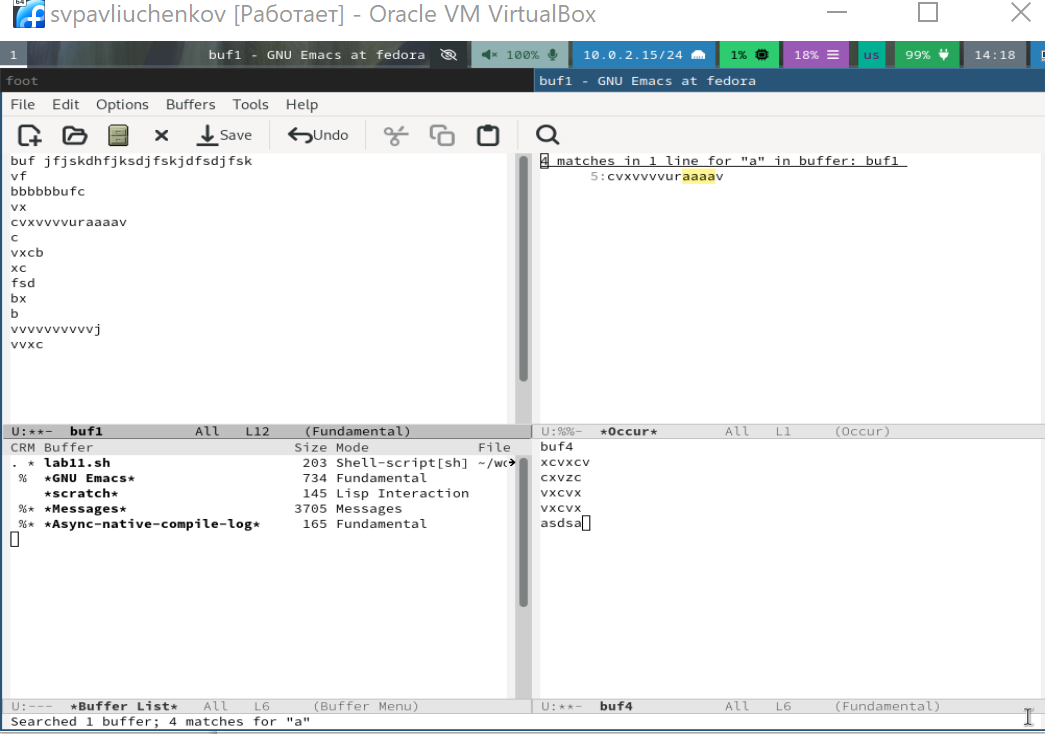 svpavliuchenkov [Работает] - Oracle VM VirtualBox
1 buf1 - GNU Emacs at fedora 100% 10.0.2.15/24 1% 18% us 99% 14:18
foot
buf1 - GNU Emacs at fedora
File Edit Options Buffers Tools Help
Save Undo
buf jfjskdhfjksdjfskjdfsdjfsk
vf
bbbbbbufc
vx
cvxvvvvuraaaav
c
vxcb
xc
fsd
bx
b
vvvvvvvvvvj
vvxc
U:**- buf1 All L12 (Fundamental)
4 matches in 1 line for "a" in buffer: buf1
5:cvxvvvvuraaaav
U:%%- *Occur* All L1 (Occur)
CRM Buffer Size Mode File
. * lab11.sh 203 Shell-script[sh] ~/wo
% *GNU Emacs* 734 Fundamental
*scratch* 145 Lisp Interaction
%* *Messages* 3705 Messages
%* *Async-native-compile-log* 165 Fundamental
U:--- *Buffer List* All L6 (Buffer Menu)
buf4
xcvxcv
cxvzc
vxcvx
vxcvx
asdsa
U:**- buf4 All L6 (Fundamental)
Searched 1 buffer; 4 matches for "a"